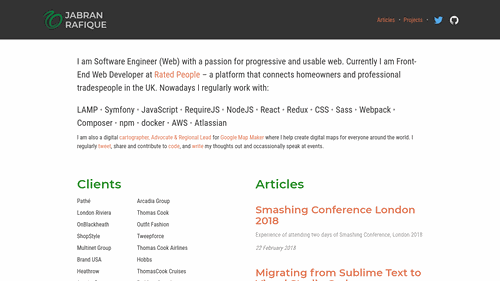 JABRAN
RAFIQUE
Articles • Projects •
I am Software Engineer (Web) with a passion for progressive and usable web. Currently I am Front-
End Web Developer at Rated People – a platform that connects homeowners and professional
tradespeople in the UK. Nowadays I regularly work with:
LAMP • Symfony • JavaScript • RequireJS • NodeJS • React • Redux • CSS • Sass • Webpack •
Composer • npm • docker • AWS • Atlassian
I am also a digital cartographer, Advocate & Regional Lead for Google Map Maker where I help create digital maps for everyone around the world. I
regularly tweet, share and contribute to code, and write my thoughts out and occassionally speak at events.
Clients
Pathé
London Riviera
OnBlackheath
ShopStyle
Multinet Group
Brand USA
Heathrow
Arcadia Group
Thomas Cook
Outfit Fashion
Tweepforce
Thomas Cook Airlines
Hobbs
ThomasCook Cruises
Articles
Smashing Conference London
2018
Experience of attending two days of Smashing Conference, London 2018
27 February 2018
Migrating from Sublime Text to